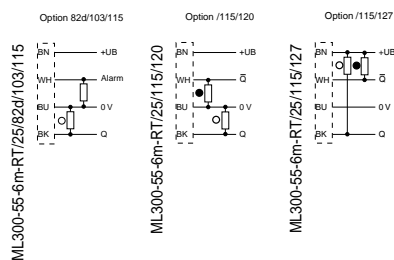 Option 82d/103/115
ML300-55-6m-RT/25/82d/103/115
BN +UB
WH Alarm
BU 0 V
BK Q
Option /115/120
ML300-55-6m-RT/25/115/120
BN +UB
WH Q̅
BU 0 V
BK Q
Option /115/127
ML300-55-6m-RT/25/115/127
BN +UB
WH Q̅
BU 0 V
BK Q